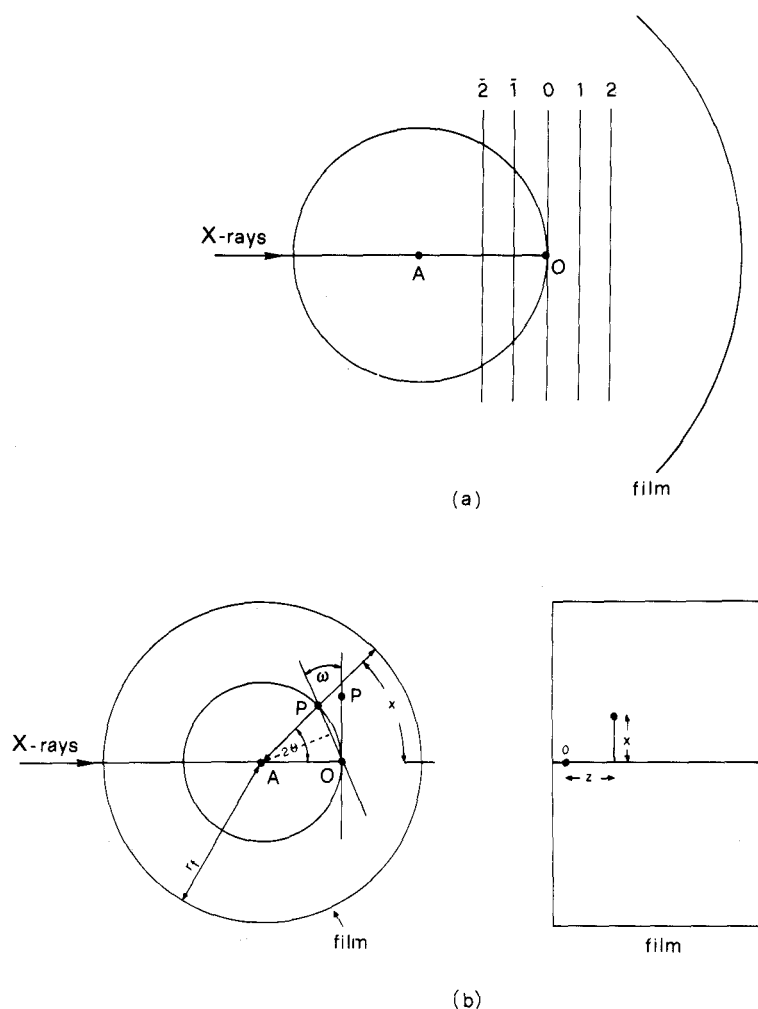 2̄ 1̄ 0 1 2
X-rays
A
O
film
(a)
ω
P
P
x
X-rays
2θ
A
O
r_f
film
o
x
z
film
(b)